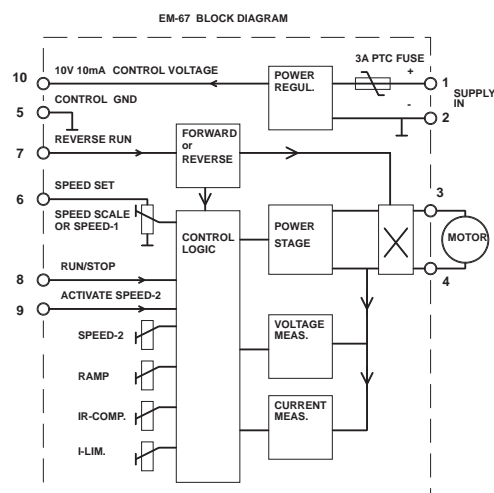 EM-67 BLOCK DIAGRAM
10
10V 10mA CONTROL VOLTAGE
POWER
REGUL.
3A PTC FUSE
+
1
SUPPLY
IN
-
2
5
CONTROL GND
7
REVERSE RUN
FORWARD
or
REVERSE
6
SPEED SET
SPEED SCALE
OR SPEED-1
CONTROL
LOGIC
POWER
STAGE
3
MOTOR
4
8
RUN/STOP
9
ACTIVATE SPEED-2
SPEED-2
VOLTAGE
MEAS.
RAMP
IR-COMP.
CURRENT
MEAS.
I-LIM.